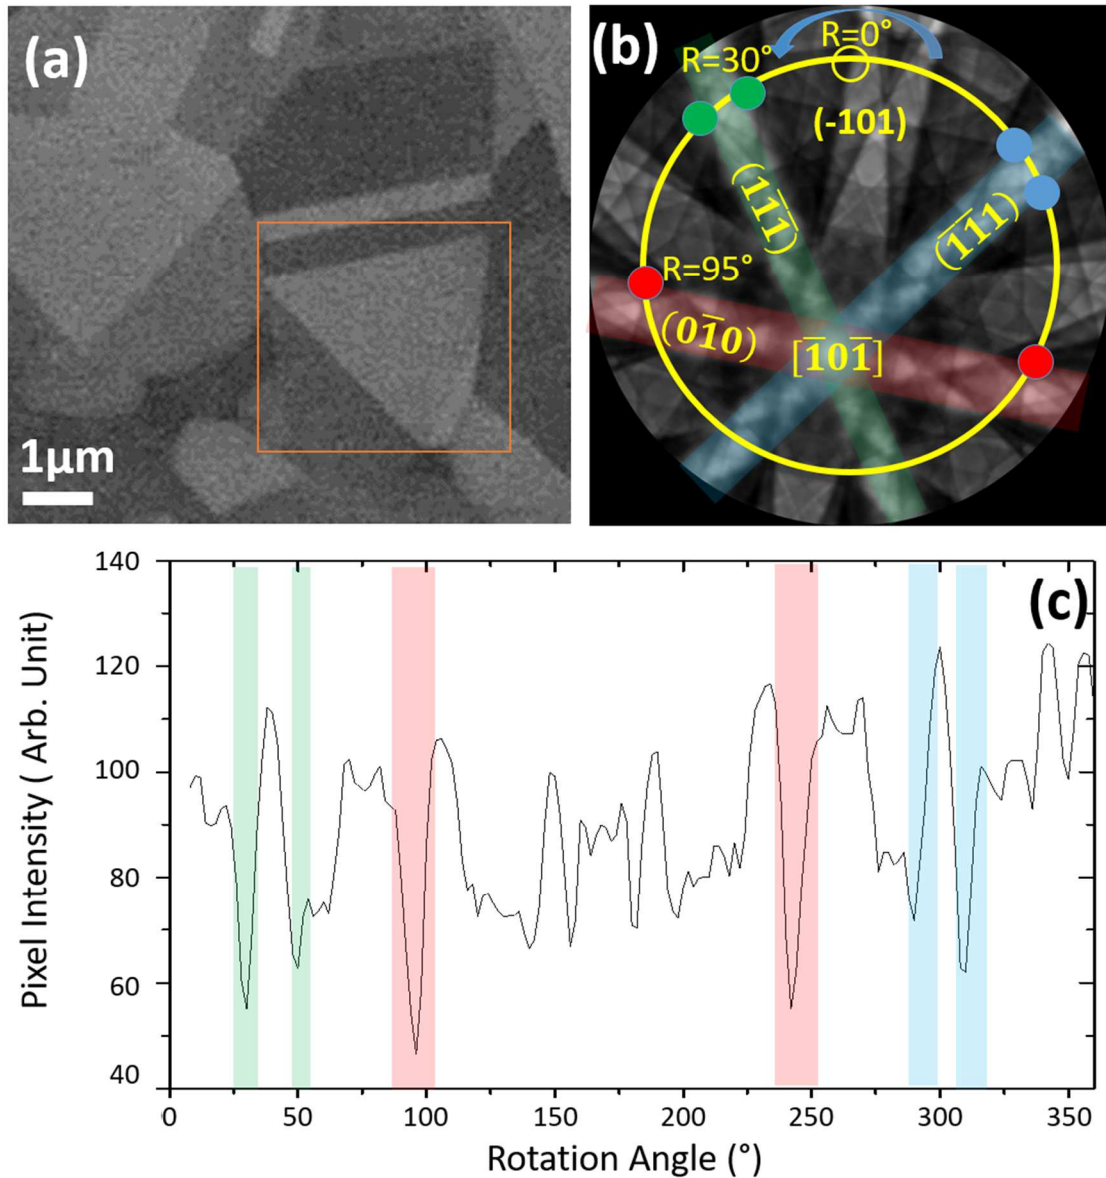 (a)
1µm
(b)
R=0°
R=30°
(-101)
(11̅1̅)
(1̅1̅1)
R=95°
(01̅0)
[1̅01̅]
(c)
Pixel Intensity ( Arb. Unit)
140
120
100
80
60
40
0 50 100 150 200 250 300 350
Rotation Angle (°)